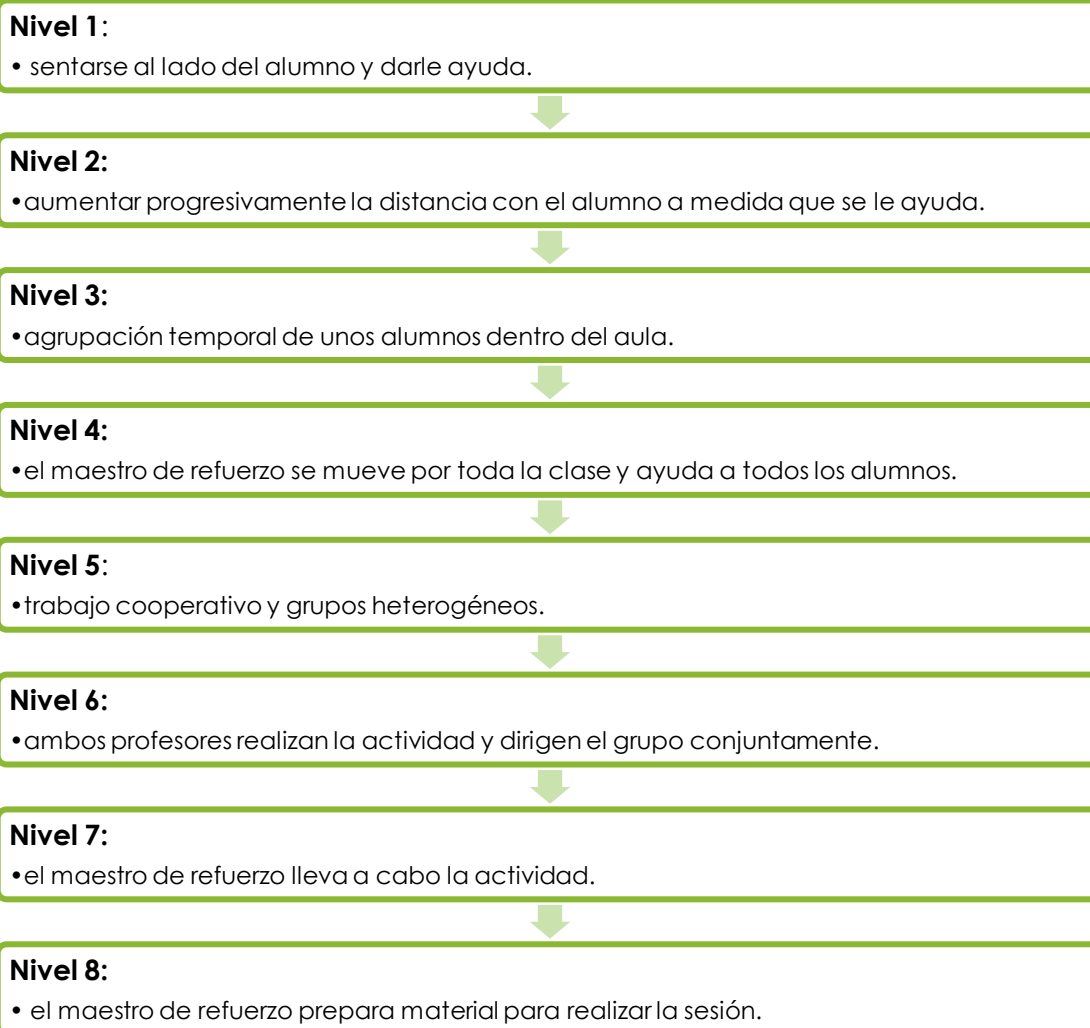 Nivel 1:
• sentarse al lado del alumno y darle ayuda.
Nivel 2:
•aumentar progresivamente la distancia con el alumno a medida que se le ayuda.
Nivel 3:
•agrupación temporal de unos alumnos dentro del aula.
Nivel 4:
•el maestro de refuerzo se mueve por toda la clase y ayuda a todos los alumnos.
Nivel 5:
•trabajo cooperativo y grupos heterogéneos.
Nivel 6:
•ambos profesores realizan la actividad y dirigen el grupo conjuntamente.
Nivel 7:
•el maestro de refuerzo lleva a cabo la actividad.
Nivel 8:
• el maestro de refuerzo prepara material para realizar la sesión.